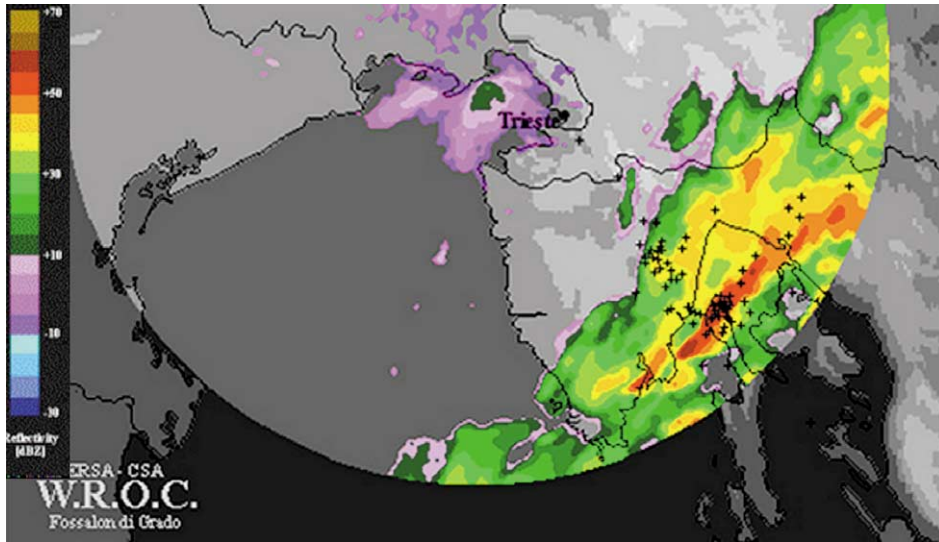 +70
+50
+30
+10
-10
-30
Reflectivity
[dBZ]
Trieste
ERSA - CSA
W.R.O.C.
Fossalon di Grado